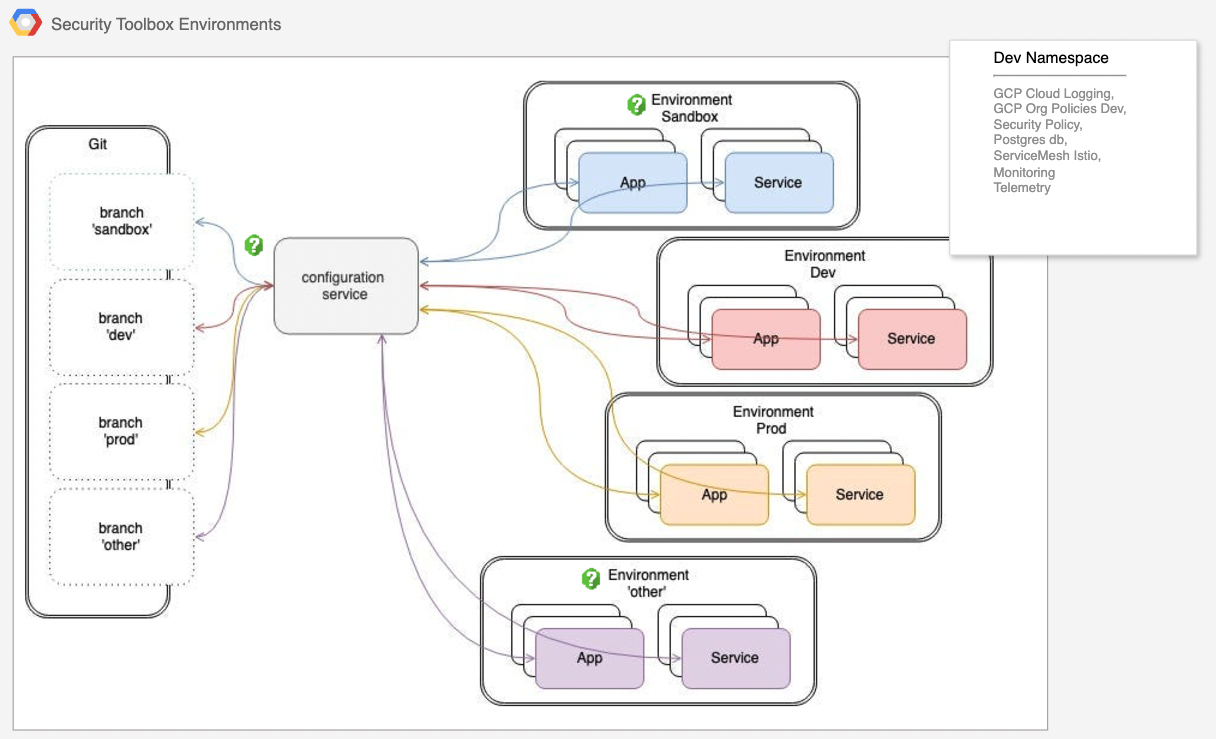 Security Toolbox Environments
Dev Namespace
GCP Cloud Logging,
GCP Org Policies Dev,
Security Policy,
Postgres db,
ServiceMesh Istio,
Monitoring
Telemetry
Git
branch
'sandbox'
branch
'dev'
branch
'prod'
branch
'other'
?
configuration
service
?
Environment
Sandbox
App
Service
Environment
Dev
App
Service
Environment
Prod
App
Service
?
Environment
'other'
App
Service